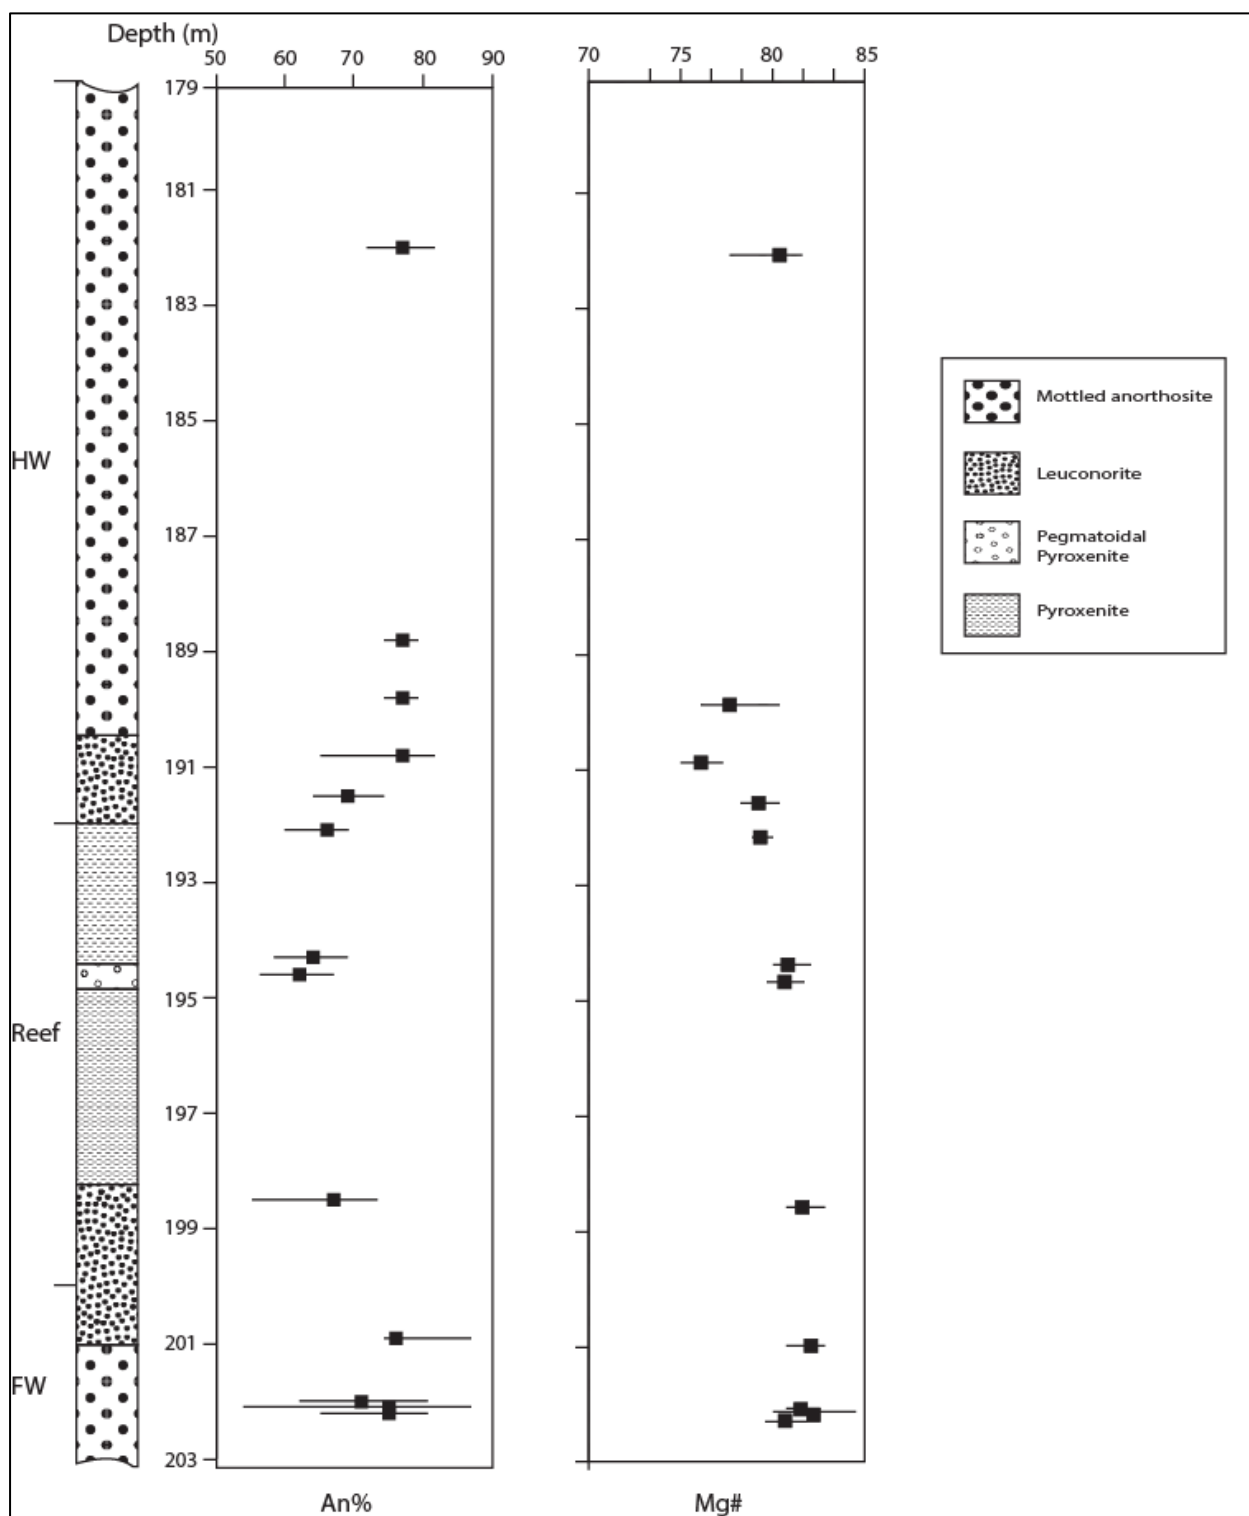 Depth (m)
50 60 70 80 90
70 75 80 85
179
181
183
185
HW
187
189
191
193
195
Reef
197
199
201
FW
203
An%
Mg#
Mottled anorthosite
Leuconorite
Pegmatoidal
Pyroxenite
Pyroxenite